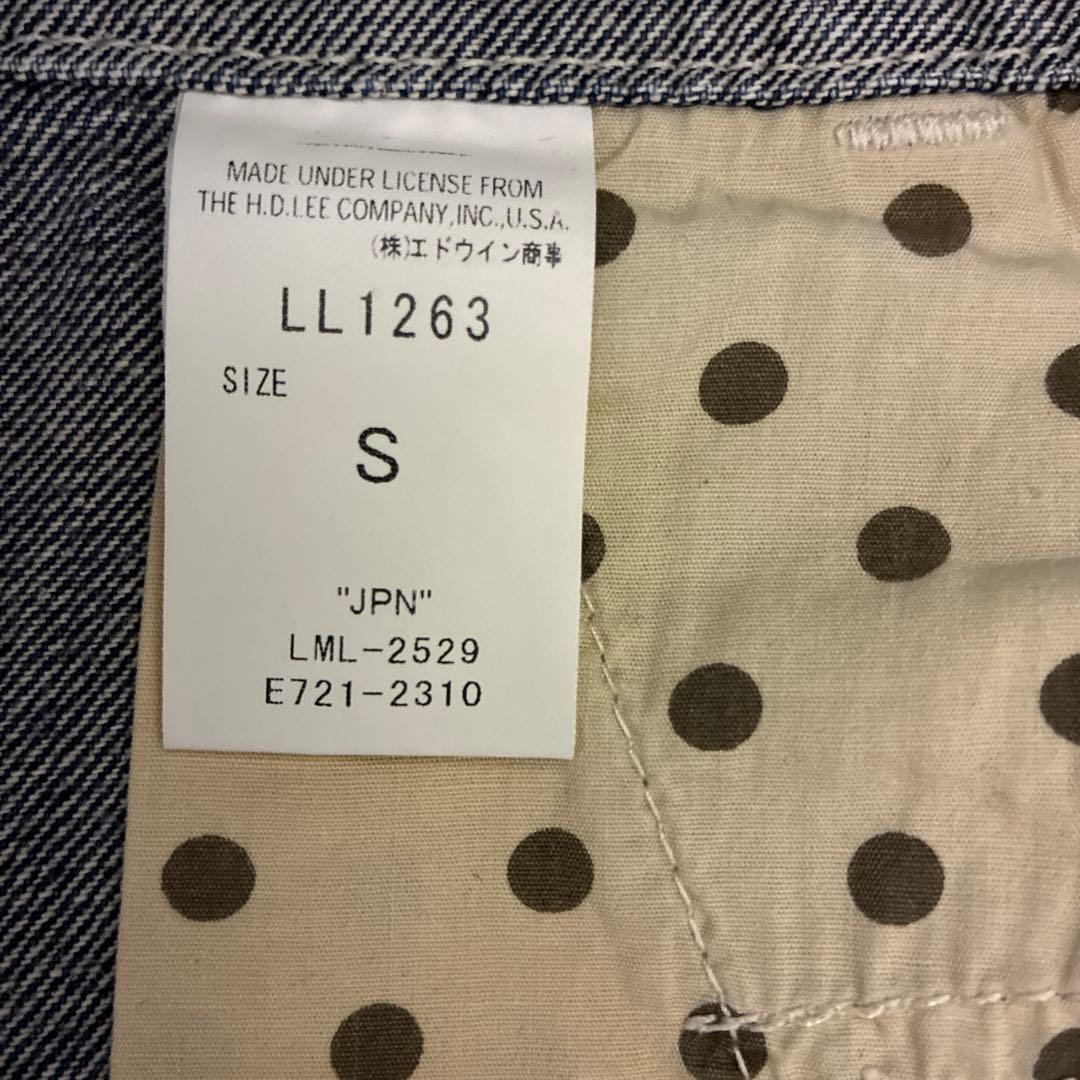 MADE UNDER LICENSE FROM
THE H.D.LEE COMPANY,INC.,U.S.A.
(株)エドウイン商事
LL1263
SIZE
S
"JPN"
LML-2529
E721-2310